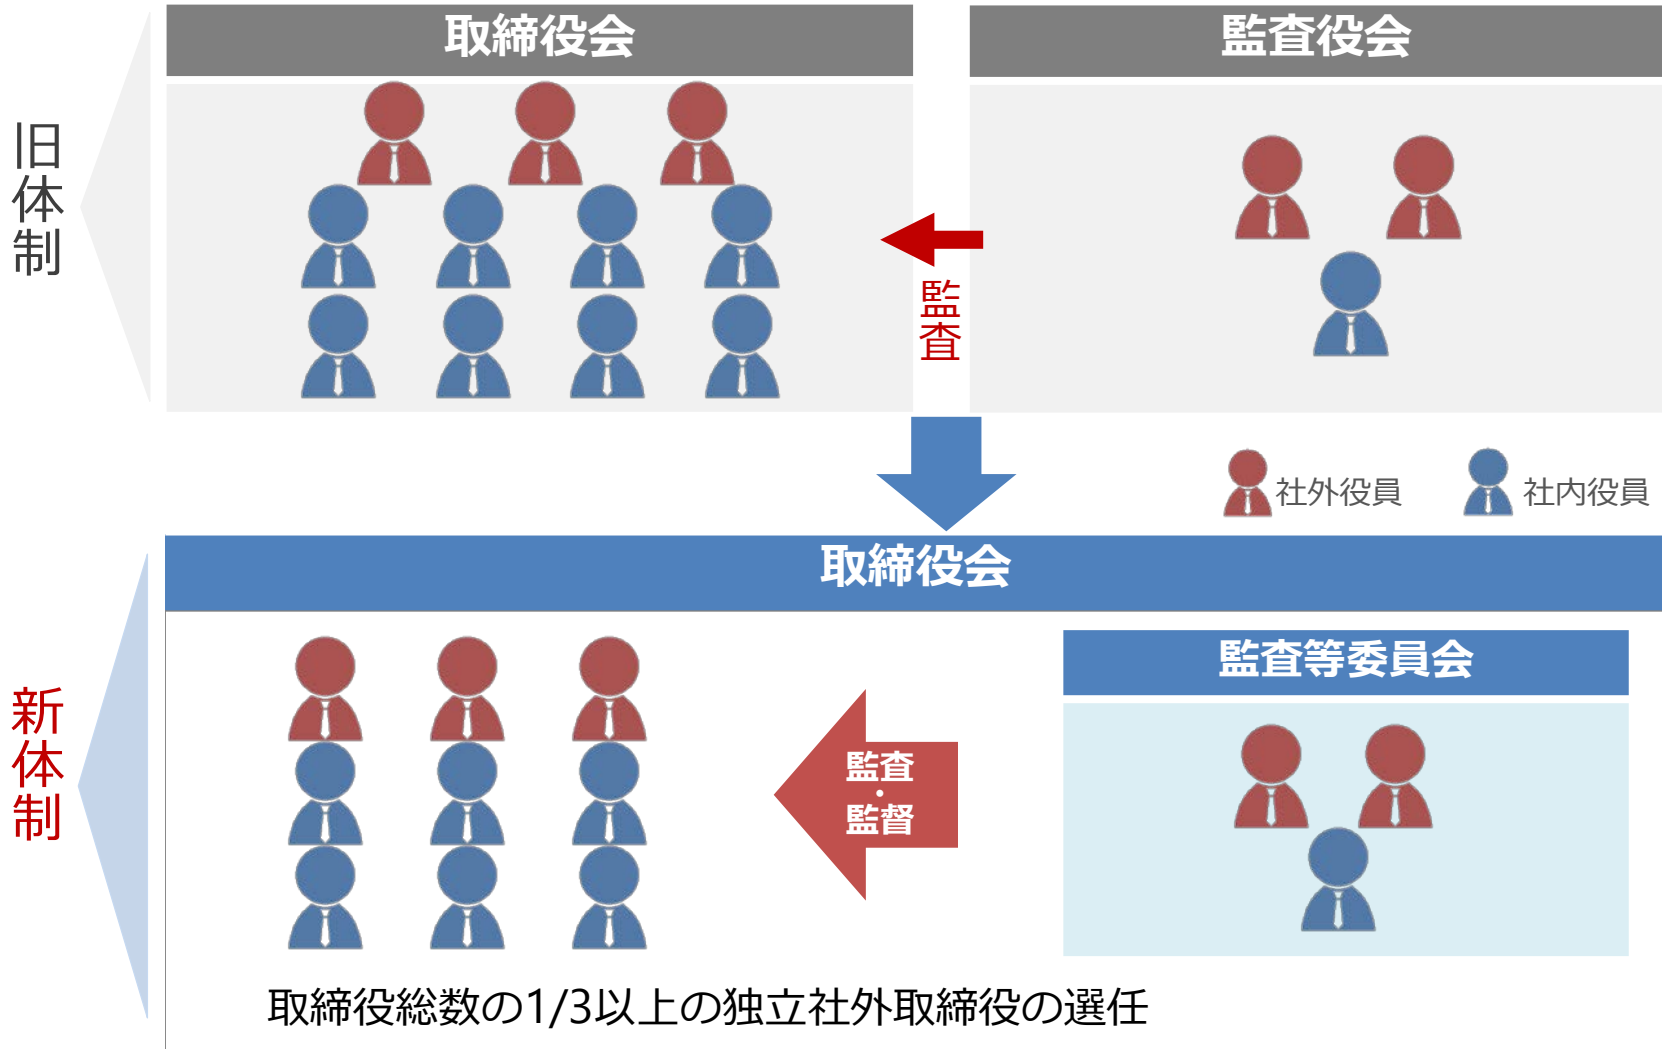 取締役会
監査役会
旧体制
監査
社外役員
社内役員
取締役会
監査等委員会
新体制
監査
・
監督
取締役総数の1/3以上の独立社外取締役の選任